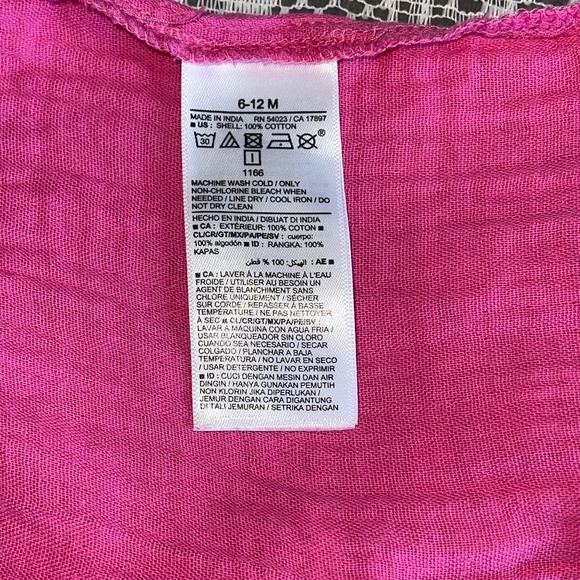 6-12 M
MADE IN INDIA RN 54023 / CA 17897
■ US : SHELL: 100% COTTON
30 ®
1166
MACHINE WASH COLD / ONLY
NON-CHLORINE BLEACH WHEN
NEEDED / LINE DRY / COOL IRON / DO
NOT DRY CLEAN
HECHO EN INDIA / DIBUAT DI INDIA
■ CA : EXTÉRIEUR: 100% COTON ■
CL/CR/GT/MX/PA/PE/SV : cuerpo:
100% algodón ■ ID : RANGKA: 100%
KAPAS
■ AE : الهيكل: 100 % قطن
■ CA : LAVER À LA MACHINE À L'EAU
FROIDE / UTILISER AU BESOIN UN
AGENT DE BLANCHIMENT SANS
CHLORE UNIQUEMENT / SÉCHER
SUR CORDE / REPASSER À BASSE
TEMPÉRATURE / NE PAS NETTOYER
À SEC ■ CL/CR/GT/MX/PA/PE/SV :
LAVAR A MAQUINA CON AGUA FRIA /
USAR BLANQUEADOR SIN CLORO
CUANDO SEA NECESARIO / SECAR
COLGADO / PLANCHAR A BAJA
TEMPERATURA / NO LAVAR EN SECO
/ USAR DETERGENTE / NO EXPRIMIR
■ ID : CUCI DENGAN MESIN DAN AIR
DINGIN / HANYA GUNAKAN PEMUTIH
NON KLORIN JIKA DIPERLUKAN /
JEMUR DENGAN CARA DIGANTUNG
DI TALI JEMURAN / SETRIKA DENGAN